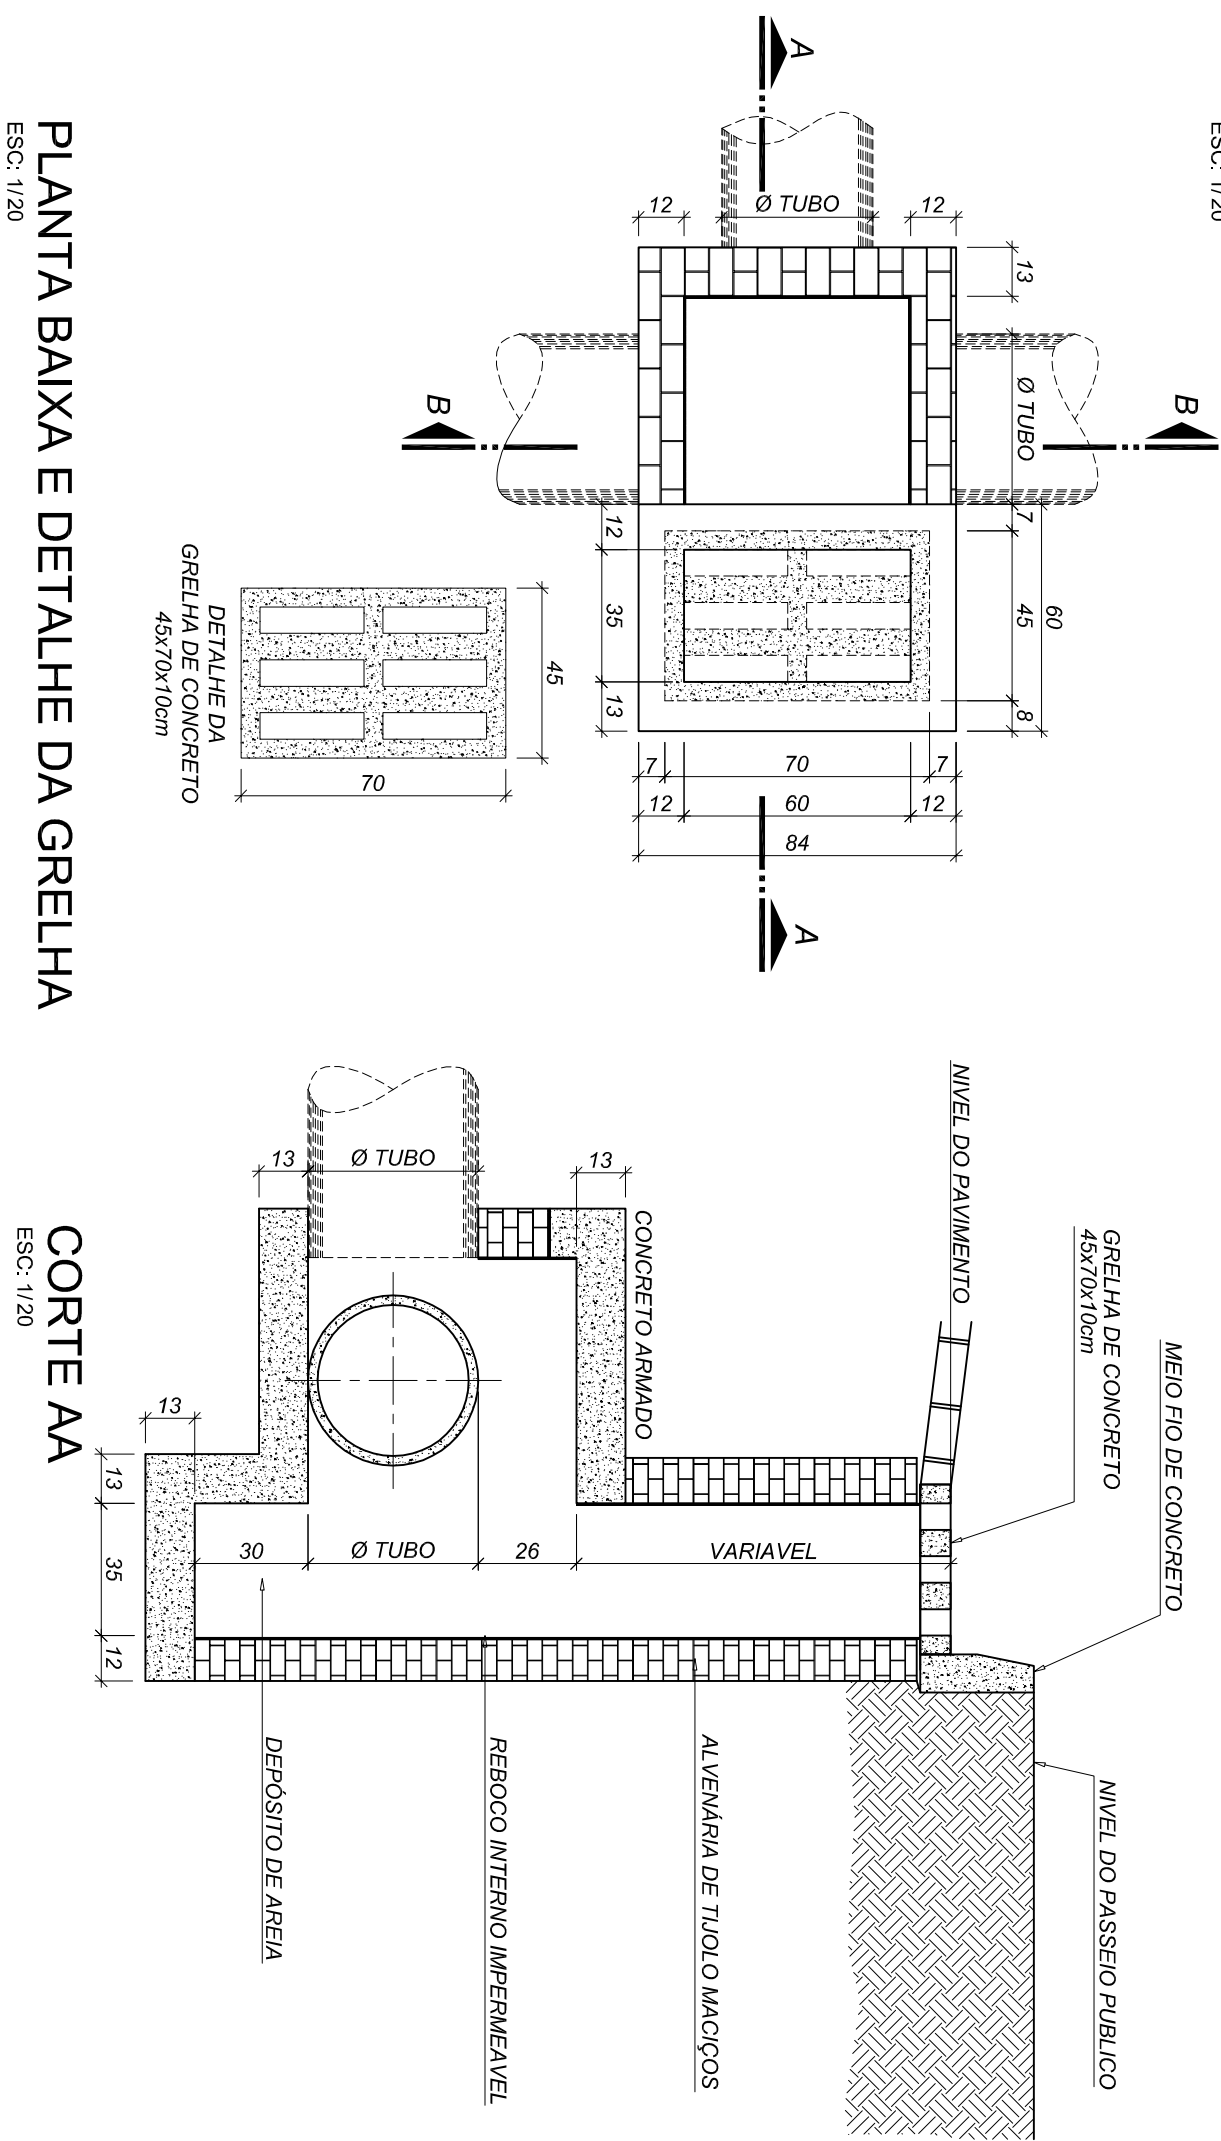 ESC: 1/20
A
12
Ø TUBO
12
13
B
Ø TUBO
B
7
12
60
45
35
8
13
7
70
7
12
60
12
84
A
45
70
DETALHE DA
GRELHA DE CONCRETO
45x70x10cm
PLANTA BAIXA E DETALHE DA GRELHA
ESC: 1/20
NIVEL DO PAVIMENTO
GRELHA DE CONCRETO
45x70x10cm
MEIO FIO DE CONCRETO
NIVEL DO PASSEIO PUBLICO
13
Ø TUBO
13
CONCRETO ARMADO
13
13
35
12
30
Ø TUBO
26
VARIAVEL
ALVENÁRIA DE TIJOLO MACIÇOS
REBOCO INTERNO IMPERMEAVEL
DEPÓSITO DE AREIA
CORTE AA
ESC: 1/20